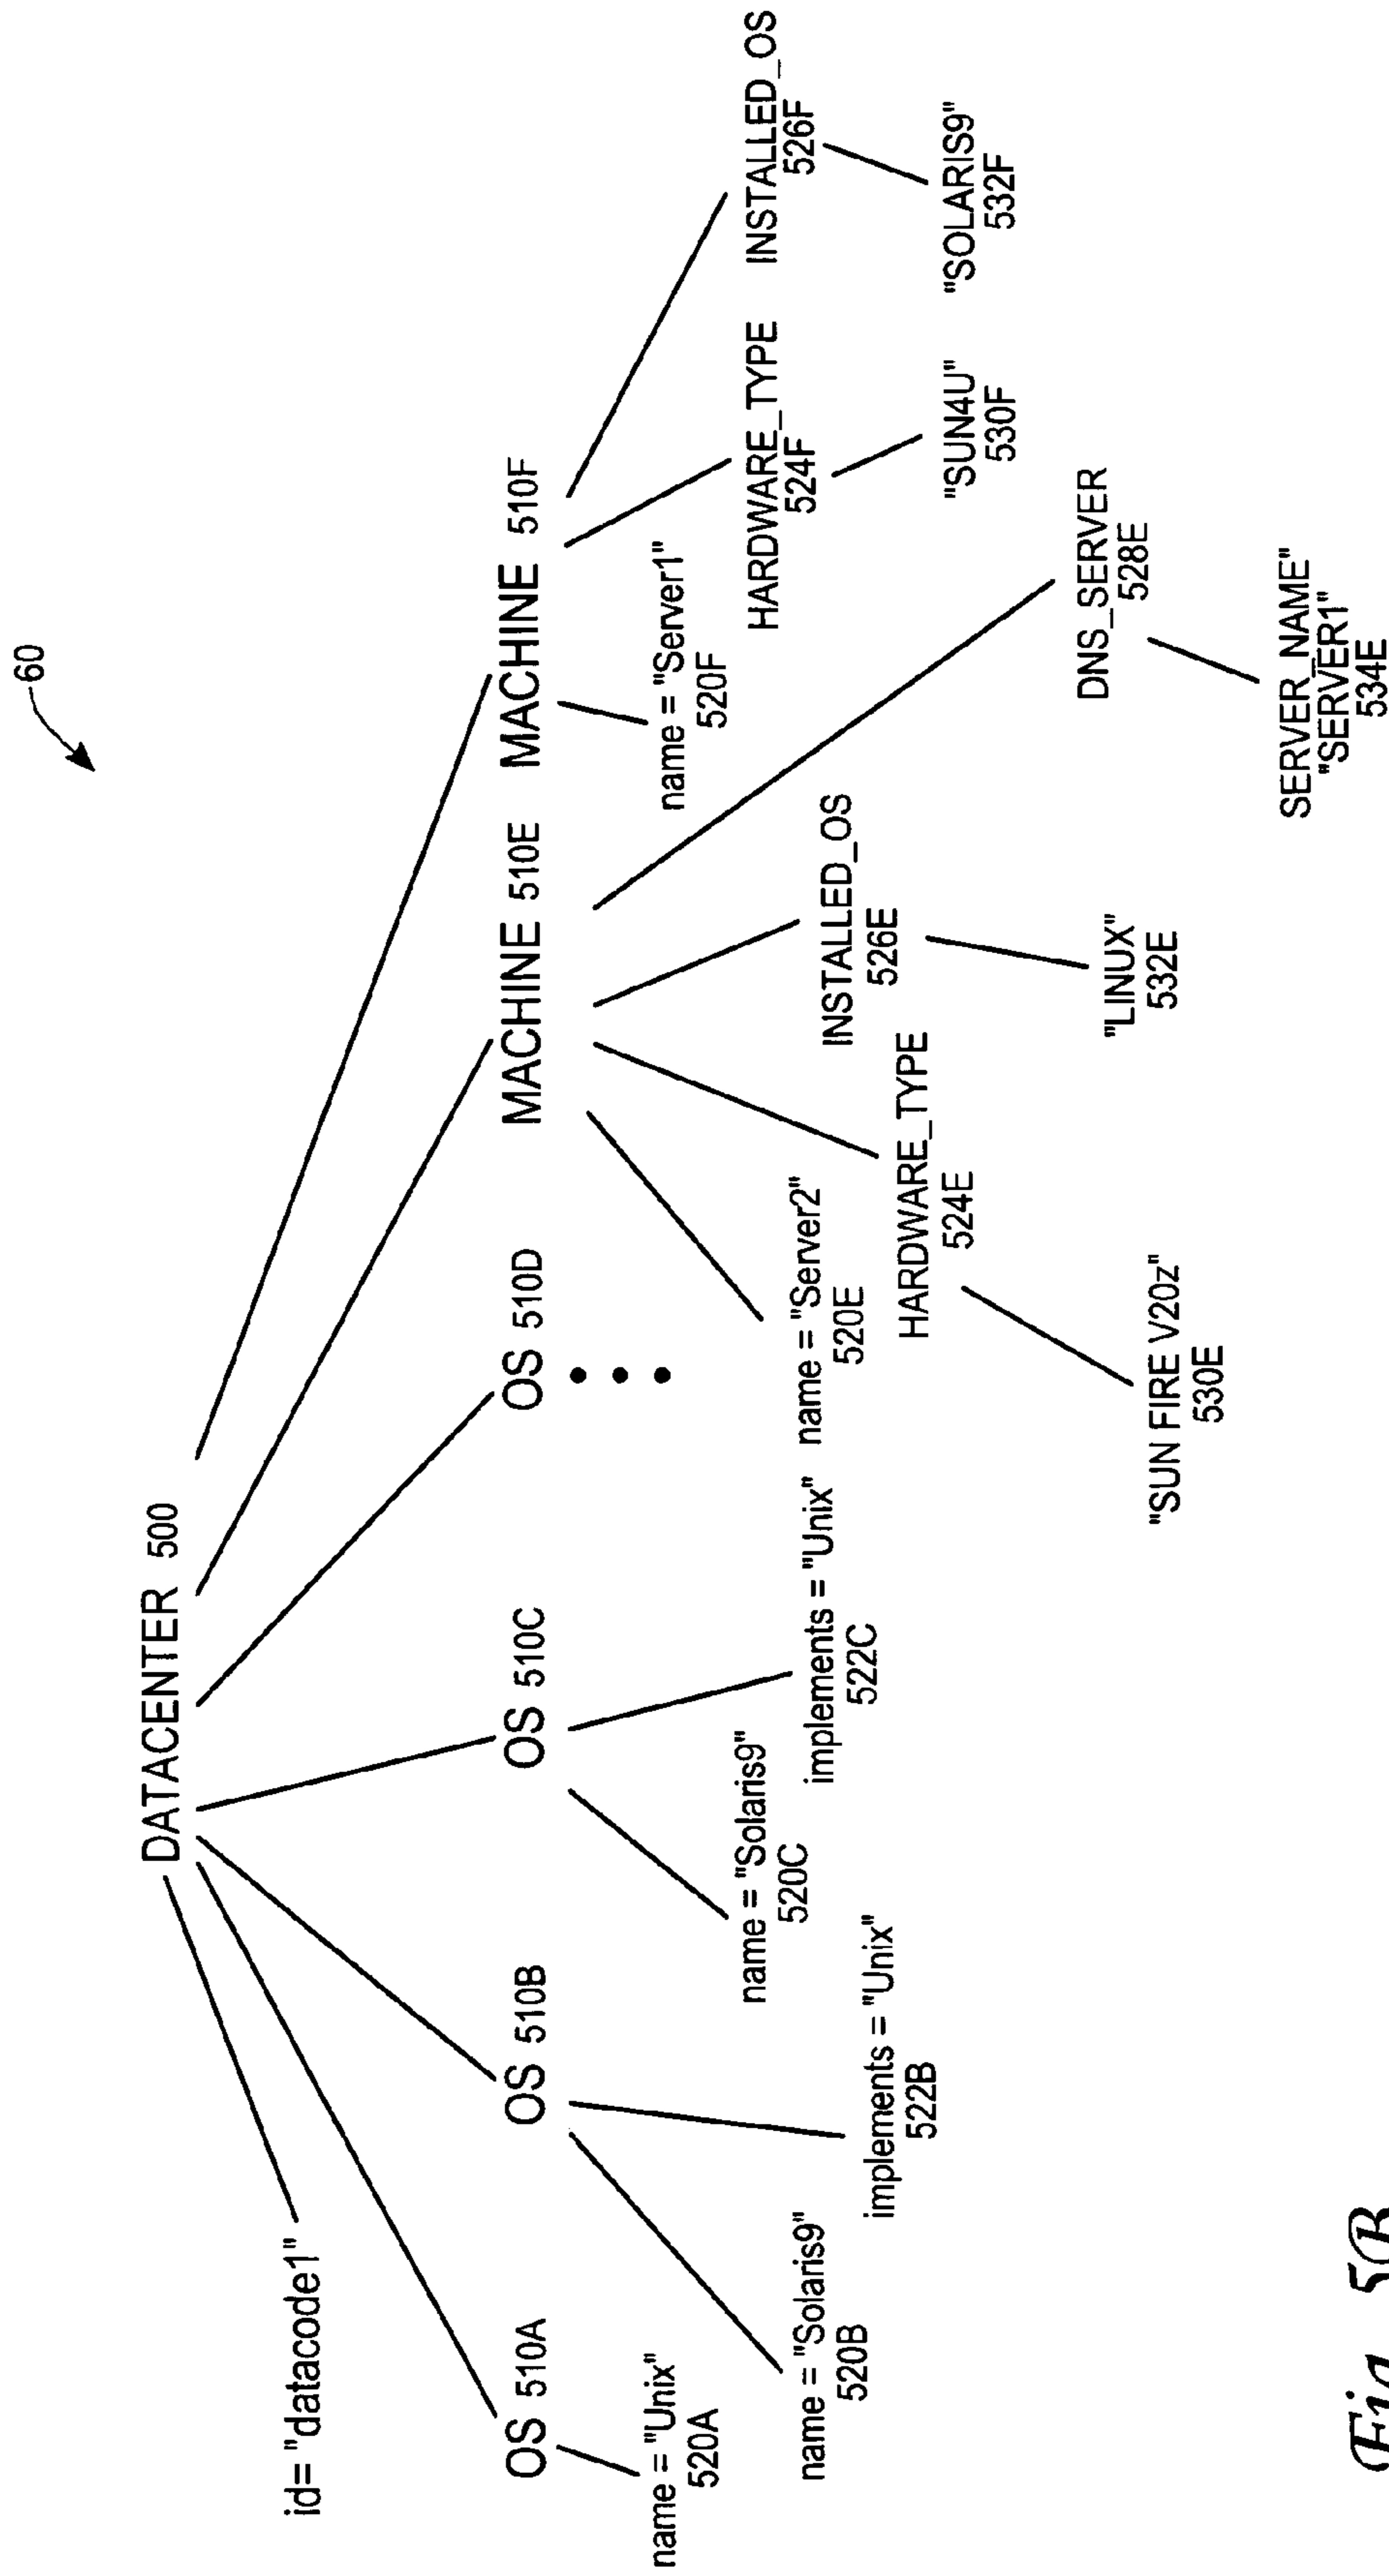 60
DATACENTER 500
id= "datacode1"
OS 510A
OS 510B
OS 510C
OS 510D
MACHINE 510E
MACHINE 510F
name = "Unix"
520A
name = "Solaris9"
520B
implements = "Unix"
522B
name = "Solaris9"
520C
implements = "Unix"
522C
name = "Server2"
520E
HARDWARE_TYPE
524E
"SUN FIRE V20z"
530E
INSTALLED_OS
526E
"LINUX"
532E
DNS_SERVER
528E
SERVER_NAME"
"SERVER1"
534E
name = "Server1"
520F
HARDWARE_TYPE
524F
"SUN4U"
530F
INSTALLED_OS
526F
"SOLARIS9"
532F
Fig. 5B